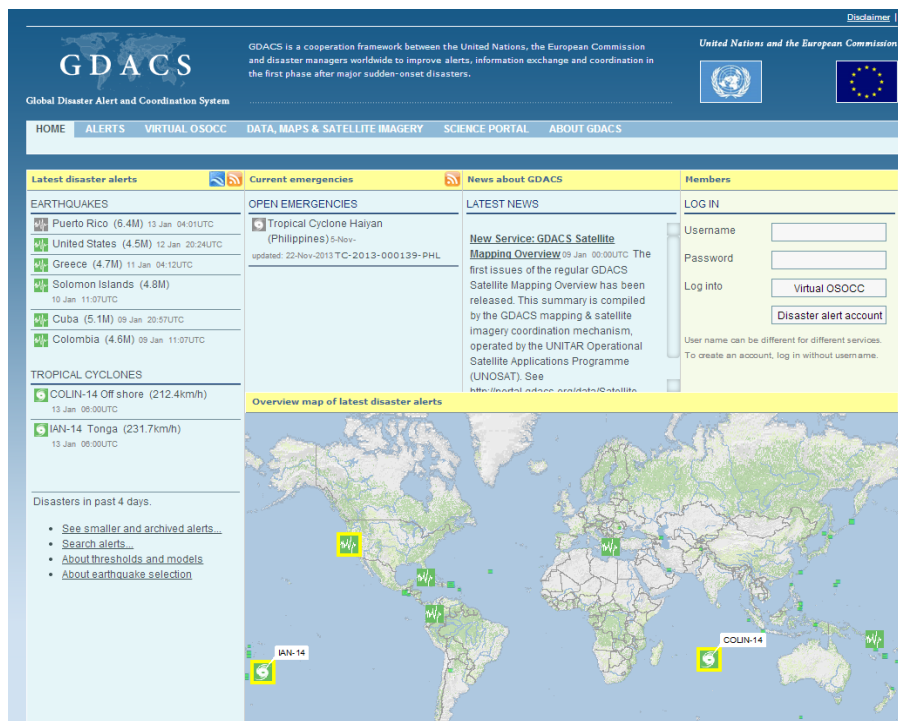 Disclaimer |
GDACS
Global Disaster Alert and Coordination System
GDACS is a cooperation framework between the United Nations, the European Commission
and disaster managers worldwide to improve alerts, information exchange and coordination in
the first phase after major sudden-onset disasters.
United Nations and the European Commission
HOME ALERTS VIRTUAL OSOCC DATA, MAPS & SATELLITE IMAGERY SCIENCE PORTAL ABOUT GDACS
Latest disaster alerts
EARTHQUAKES
Puerto Rico (6.4M) 13 Jan 04:01UTC
United States (4.5M) 12 Jan 20:24UTC
Greece (4.7M) 11 Jan 04:12UTC
Solomon Islands (4.8M)
10 Jan 11:07UTC
Cuba (5.1M) 09 Jan 20:57UTC
Colombia (4.6M) 09 Jan 11:07UTC
TROPICAL CYCLONES
COLIN-14 Off shore (212.4km/h)
13 Jan 06:00UTC
IAN-14 Tonga (231.7km/h)
13 Jan 06:00UTC
Disasters in past 4 days.
• See smaller and archived alerts...
• Search alerts...
• About thresholds and models
• About earthquake selection
Current emergencies
OPEN EMERGENCIES
Tropical Cyclone Haiyan
(Philippines) 5-Nov-
updated: 22-Nov-2013 TC-2013-000139-PHL
News about GDACS
LATEST NEWS
New Service: GDACS Satellite
Mapping Overview 09 Jan 00:00UTC The
first issues of the regular GDACS
Satellite Mapping Overview has been
released. This summary is compiled
by the GDACS mapping & satellite
imagery coordination mechanism,
operated by the UNITAR Operational
Satellite Applications Programme
(UNOSAT). See
http://portal.gdacs.org/data/Satellite
Members
LOG IN
Username
Password
Log into Virtual OSOCC
Disaster alert account
User name can be different for different services.
To create an account, log in without username.
Overview map of latest disaster alerts
IAN-14
COLIN-14